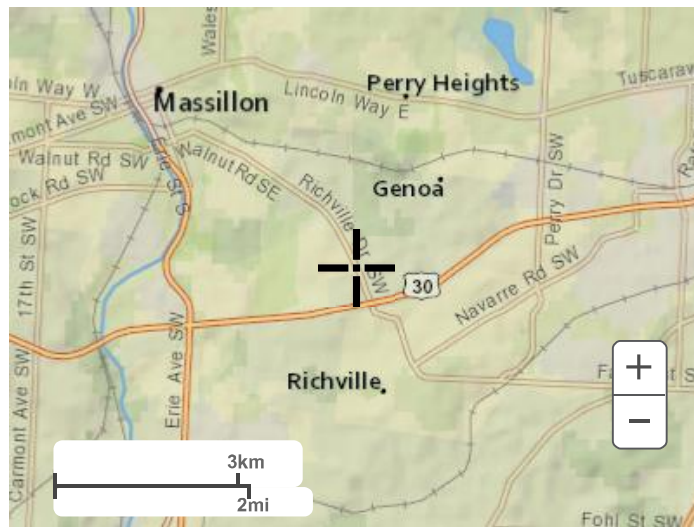 Wales
Tuscaraw
Perry Heights
Lincoln Way E
ln Way W
Massillon
mont Ave SW
Walnut Rd SW
Erie St S
Walnut Rd SE
Perry Dr SW
ock Rd SW
Richville Dr SW
Genoa
17th St SW
30
Navarre Rd SW
Erie Ave SW
Carmont Ave SW
Richville
+
−
3km
2mi
Fohl St SW